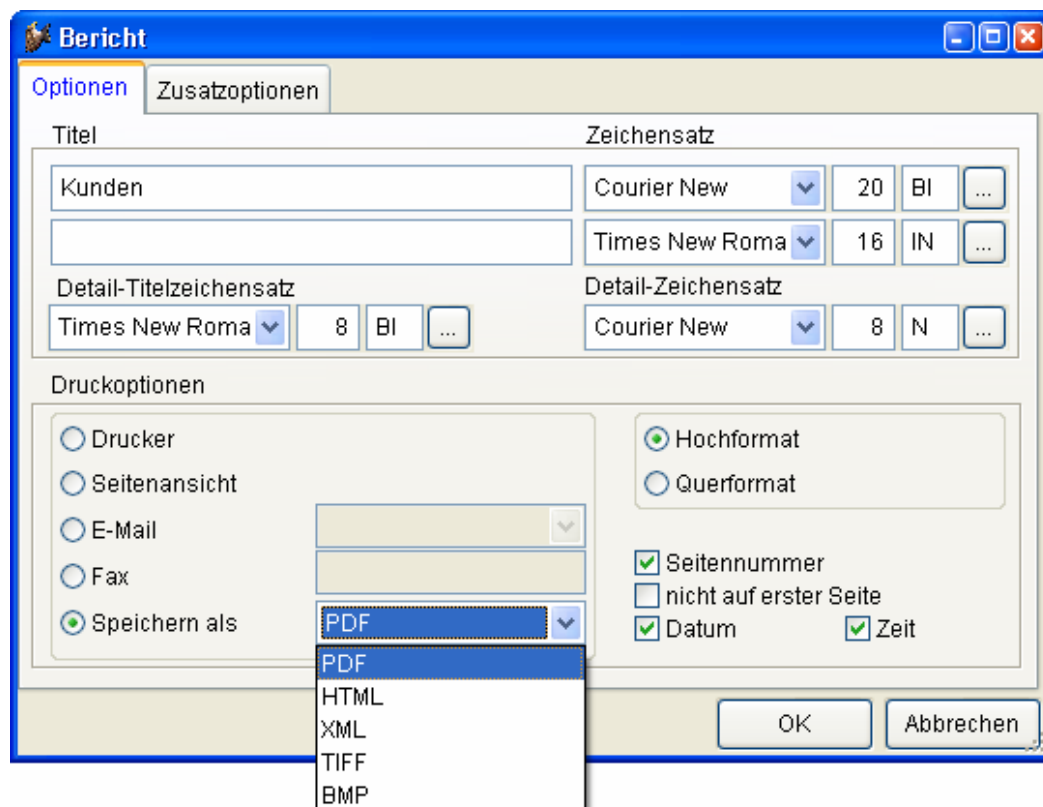 Bericht
Optionen Zusatzoptionen
Titel Zeichensatz
Kunden Courier New 20 BI ...
Times New Roma 16 IN ...
Detail-Titelzeichensatz Detail-Zeichensatz
Times New Roma 8 BI ... Courier New 8 N ...
Druckoptionen
Drucker Hochformat
Seitenansicht Querformat
E-Mail
Fax Seitennummer
nicht auf erster Seite
Speichern als PDF Datum Zeit
PDF
HTML
XML OK Abbrechen
TIFF
BMP